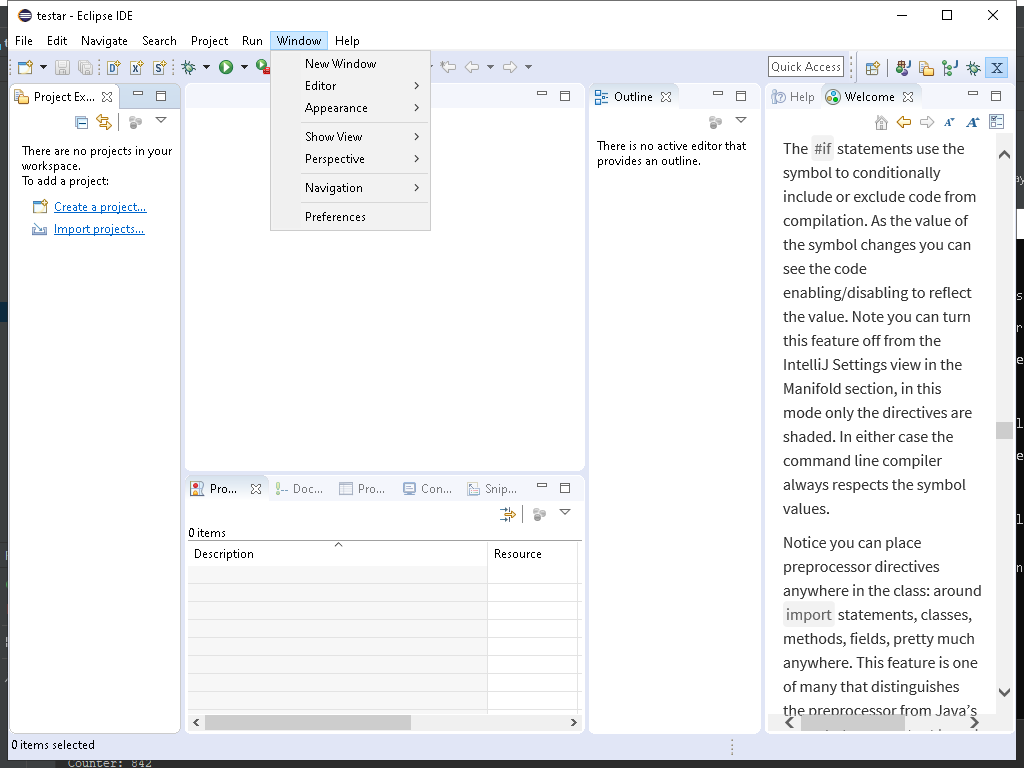 testar - Eclipse IDE
File Edit Navigate Search Project Run Window Help
Quick Access
New Window
Editor
Appearance
Show View
Perspective
Navigation
Preferences
Project Ex...
There are no projects in your
workspace.
To add a project:
Create a project...
Import projects...
Pro... Doc... Pro... Con... Snip...
0 items
Description Resource
Outline
There is no active editor that
provides an outline.
Help Welcome
The #if statements use the
symbol to conditionally
include or exclude code from
compilation. As the value of
the symbol changes you can
see the code
enabling/disabling to reflect
the value. Note you can turn
this feature off from the
IntelliJ Settings view in the
Manifold section, in this
mode only the directives are
shaded. In either case the
command line compiler
always respects the symbol
values.
Notice you can place
preprocessor directives
anywhere in the class: around
import statements, classes,
methods, fields, pretty much
anywhere. This feature is one
of many that distinguishes
the preprocessor from Java's
0 items selected
Counter: 842